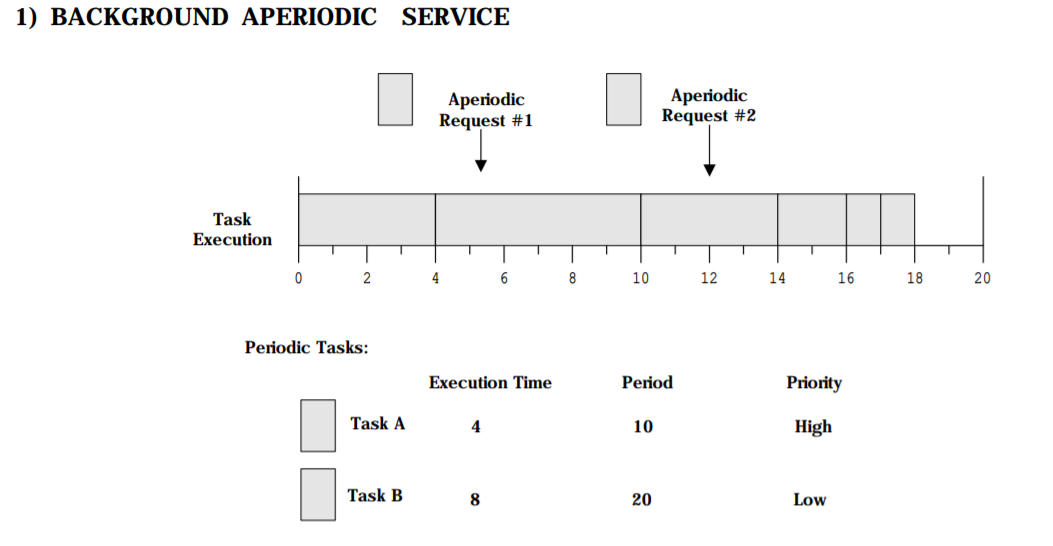 1) BACKGROUND APERIODIC SERVICE
Aperiodic
Request #1
Aperiodic
Request #2
Task
Execution
0 2 4 6 8 10 12 14 16 18 20
Periodic Tasks:
Execution Time Period Priority
Task A 4 10 High
Task B 8 20 Low